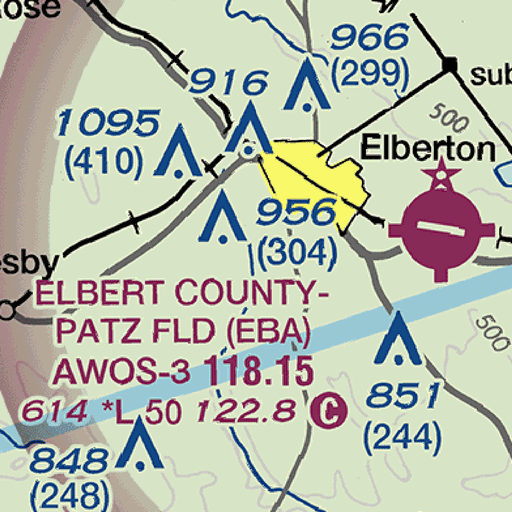 ose
966
(299)
916
sub
1095
(410)
500
Elberton
956
(304)
esby
ELBERT COUNTY-
PATZ FLD (EBA)
AWOS-3 118.15
614 *L 50 122.8 C
500
851
(244)
848
(248)